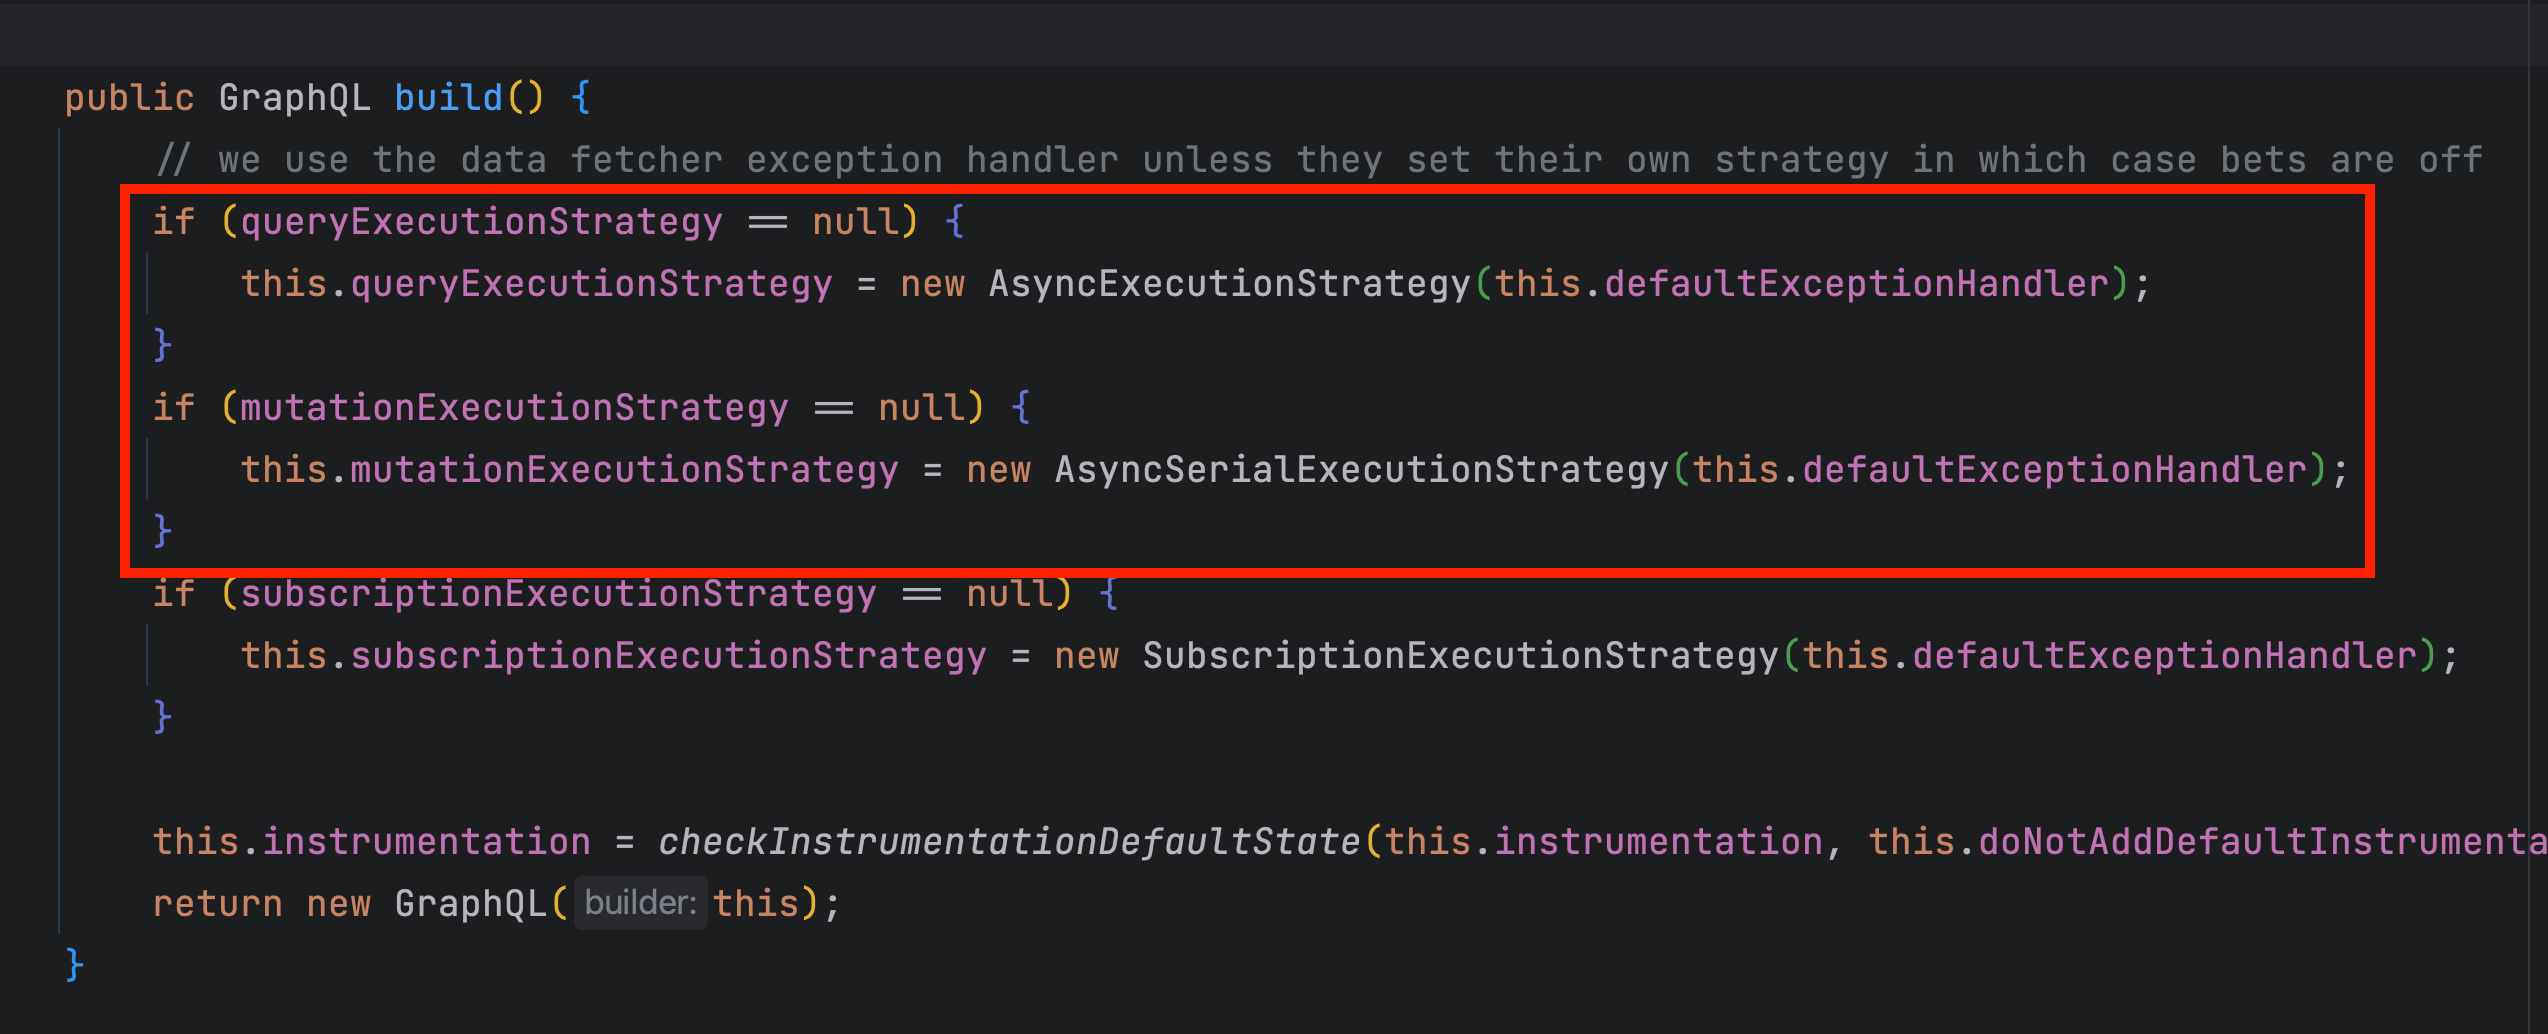 public GraphQL build() {
// we use the data fetcher exception handler unless they set their own strategy in which case bets are off
if (queryExecutionStrategy == null) {
this.queryExecutionStrategy = new AsyncExecutionStrategy(this.defaultExceptionHandler);
}
if (mutationExecutionStrategy == null) {
this.mutationExecutionStrategy = new AsyncSerialExecutionStrategy(this.defaultExceptionHandler);
}
if (subscriptionExecutionStrategy == null) {
this.subscriptionExecutionStrategy = new SubscriptionExecutionStrategy(this.defaultExceptionHandler);
}
this.instrumentation = checkInstrumentationDefaultState(this.instrumentation, this.doNotAddDefaultInstrumenta
return new GraphQL( builder: this);
}